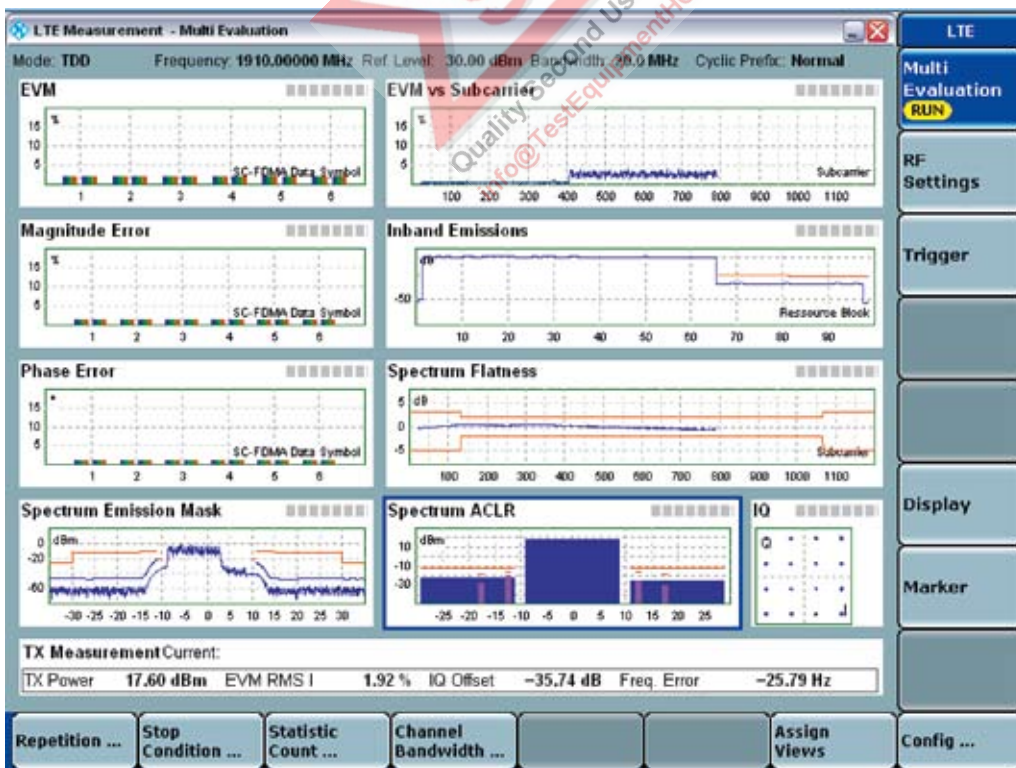 LTE Measurement - Multi Evaluation
LTE
Mode: TDD Frequency: 1910.00000 MHz Ref Level: 30.00 dBm Bandwidth: 20.0 MHz Cyclic Prefix: Normal
Multi
Evaluation
RUN
RF
Settings
Trigger
Display
Marker
EVM
%
15
10
5
SC-FDMA Data Symbol
1 2 3 4 5 6
EVM vs Subcarrier
%
15
10
5
Subcarrier
100 200 300 400 500 600 700 800 900 1000 1100
Magnitude Error
%
15
10
5
SC-FDMA Data Symbol
1 2 3 4 5 6
Inband Emissions
dB
-50
Ressourse Block
10 20 30 40 50 60 70 80 90
Phase Error
°
15
10
5
SC-FDMA Data Symbol
1 2 3 4 5 6
Spectrum Flatness
dB
5
0
-5
Subcarrier
100 200 300 400 500 600 700 800 900 1000 1100
Spectrum Emission Mask
dBm
0
-20
-60
-30 -25 -20 -15 -10 -5 0 5 10 15 20 25 30
Spectrum ACLR
dBm
10
-10
-30
-25 -20 -15 -10 -5 0 5 10 15 20 25
IQ
Q
I
TX Measurement Current:
TX Power 17.60 dBm EVM RMS I 1.92 % IQ Offset -35.74 dB Freq. Error -25.79 Hz
Repetition ...
Stop
Condition ...
Statistic
Count ...
Channel
Bandwidth ...
Assign
Views
Config ...
Quality Second